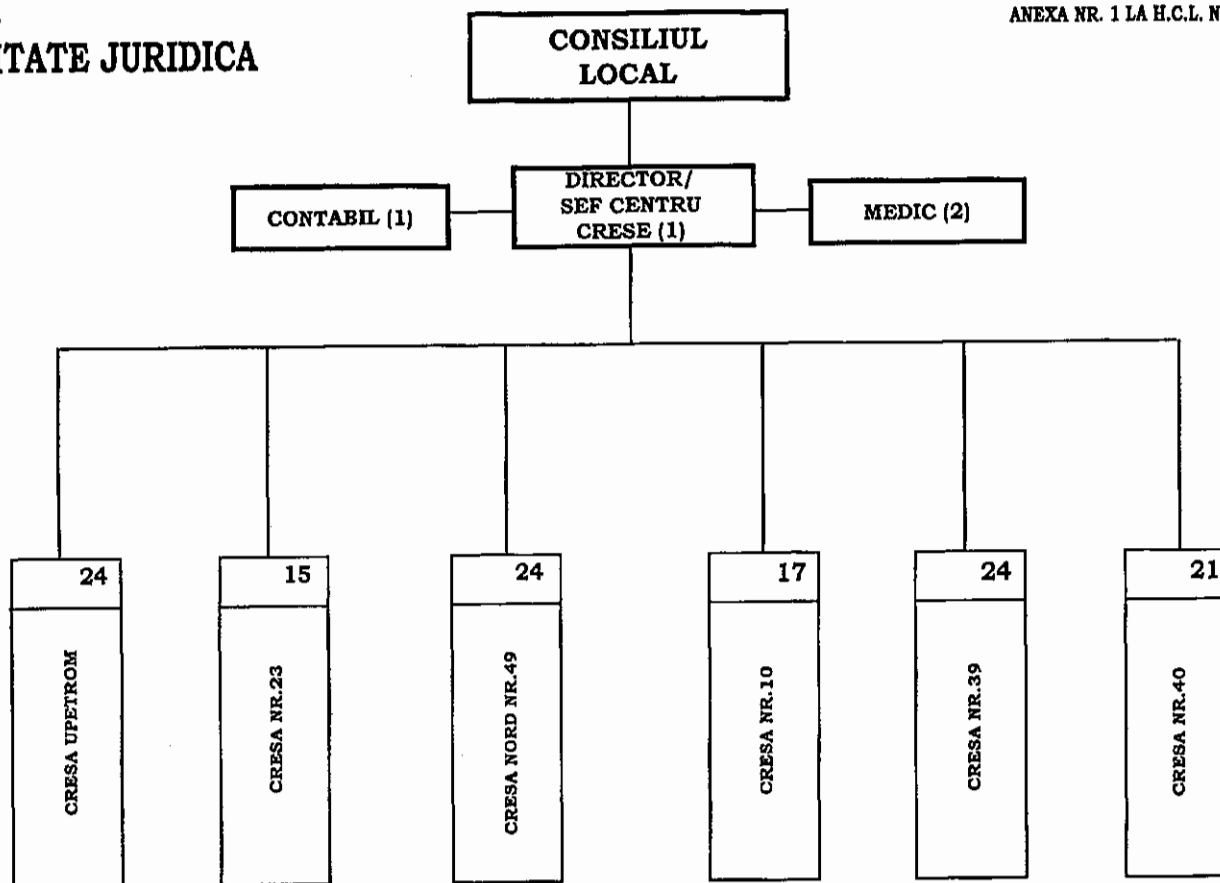 ANEXA NR. 1 LA H.C.L. N
ITATE JURIDICA
CONSILIUL
LOCAL
CONTABIL (1)
DIRECTOR/
SEF CENTRU
CRESE (1)
MEDIC (2)
24
CRESA UPETROM
15
CRESA NR.23
24
CRESA NORD NR.49
17
CRESA NR.10
24
CRESA NR.39
21
CRESA NR.40